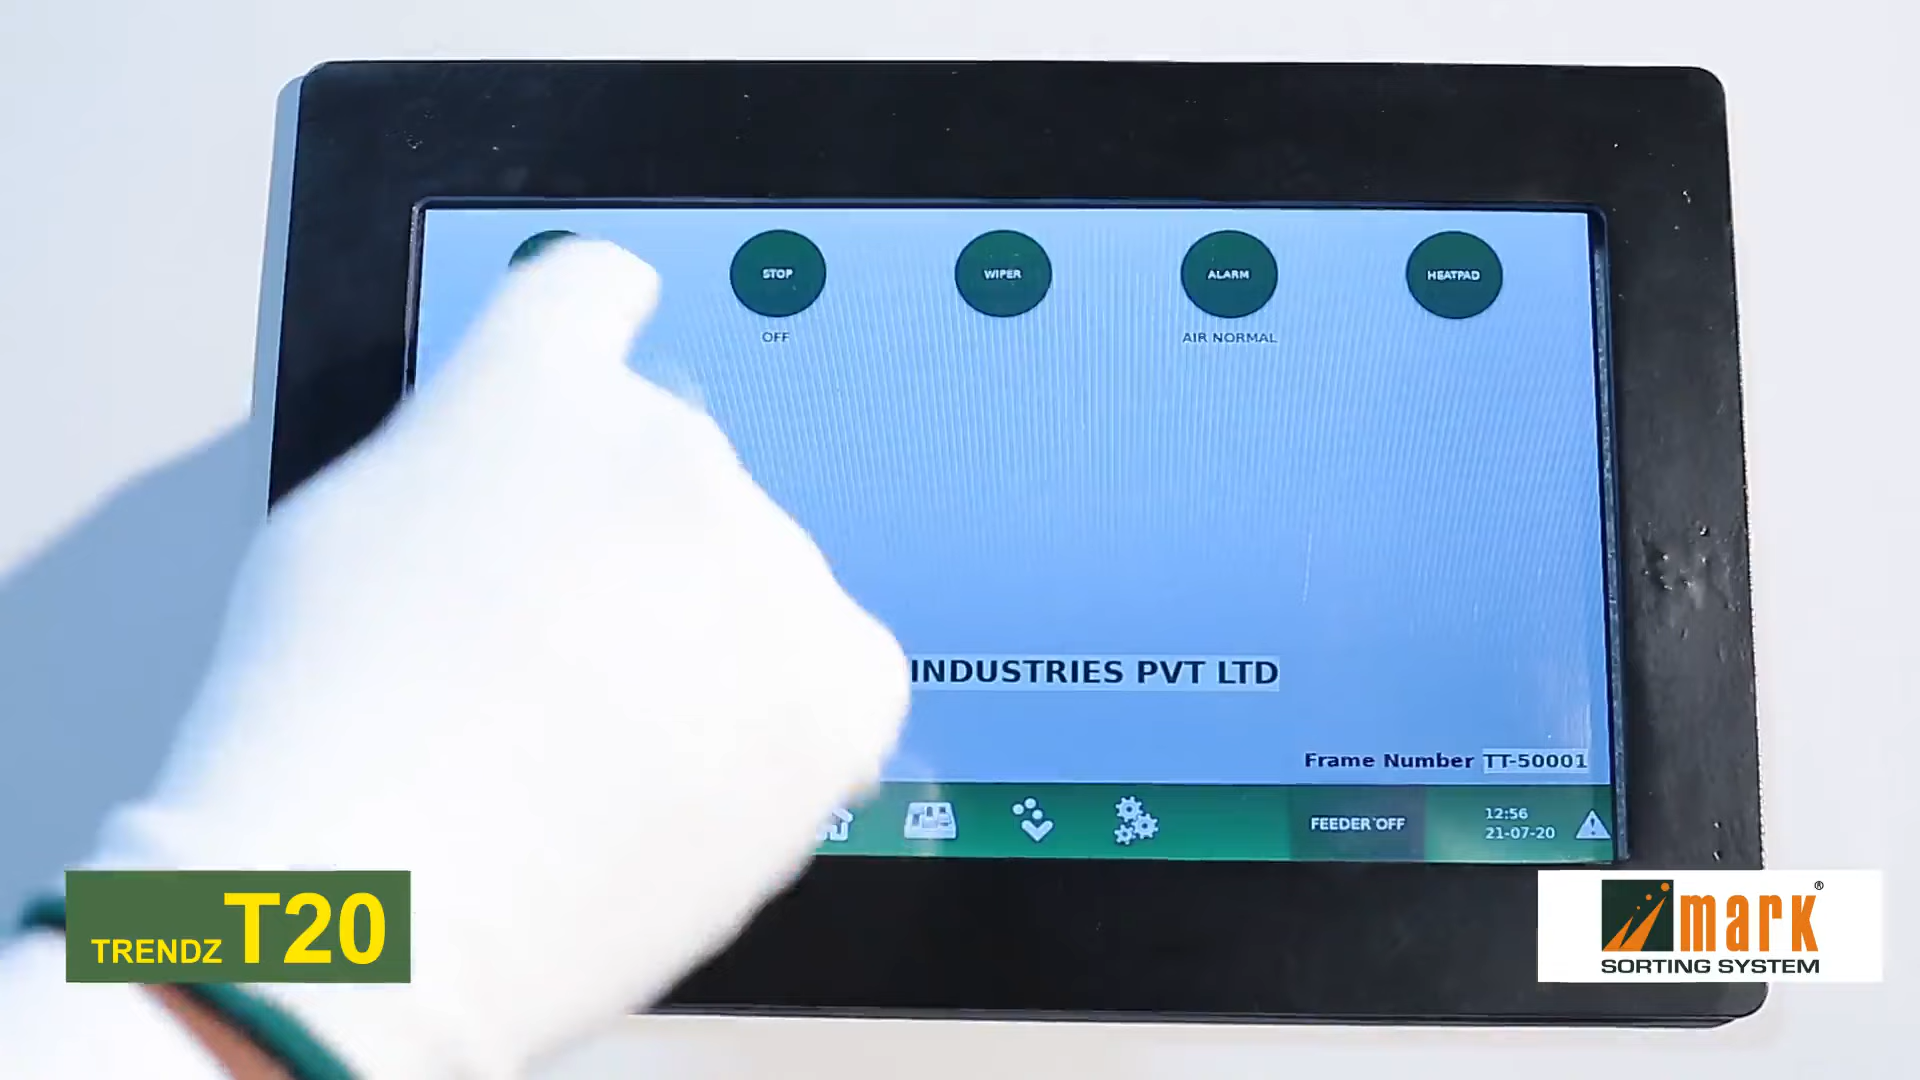 STOP
WIPER
ALARM
HEATPAD
OFF
AIR NORMAL
INDUSTRIES PVT LTD
Frame Number TT-50001
FEEDER OFF
12:56
21-07-20
TRENDZ T20
mark®
SORTING SYSTEM